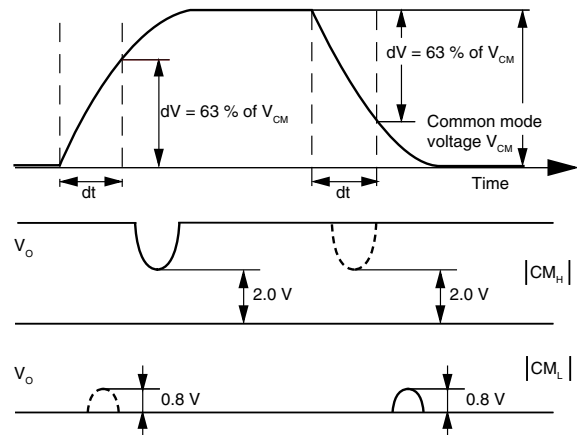 dV = 63 % of V_CM
dV = 63 % of V_CM
Common mode
voltage V_CM
dt
dt
Time
V_O
2.0 V
2.0 V
|CM_H|
V_O
0.8 V
0.8 V
|CM_L|